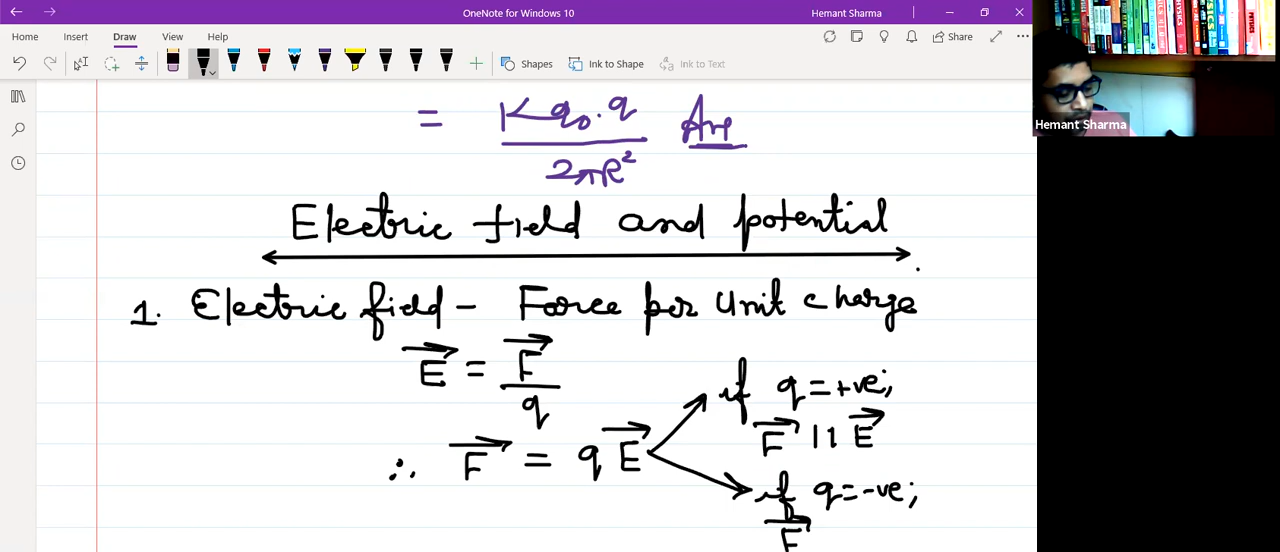 OneNote for Windows 10
Hemant Sharma
Home Insert Draw View Help
Share
Shapes
Ink to Shape
Ink to Text
= Kq₀.q / 2πR² Ans
Electric field and potential
1. Electric field - Force per unit charge
E⃗ = F⃗ / q
∴ F⃗ = qE⃗
if q = +ve;
F⃗ 11 E⃗
if q = -ve;
F⃗
Hemant Sharma